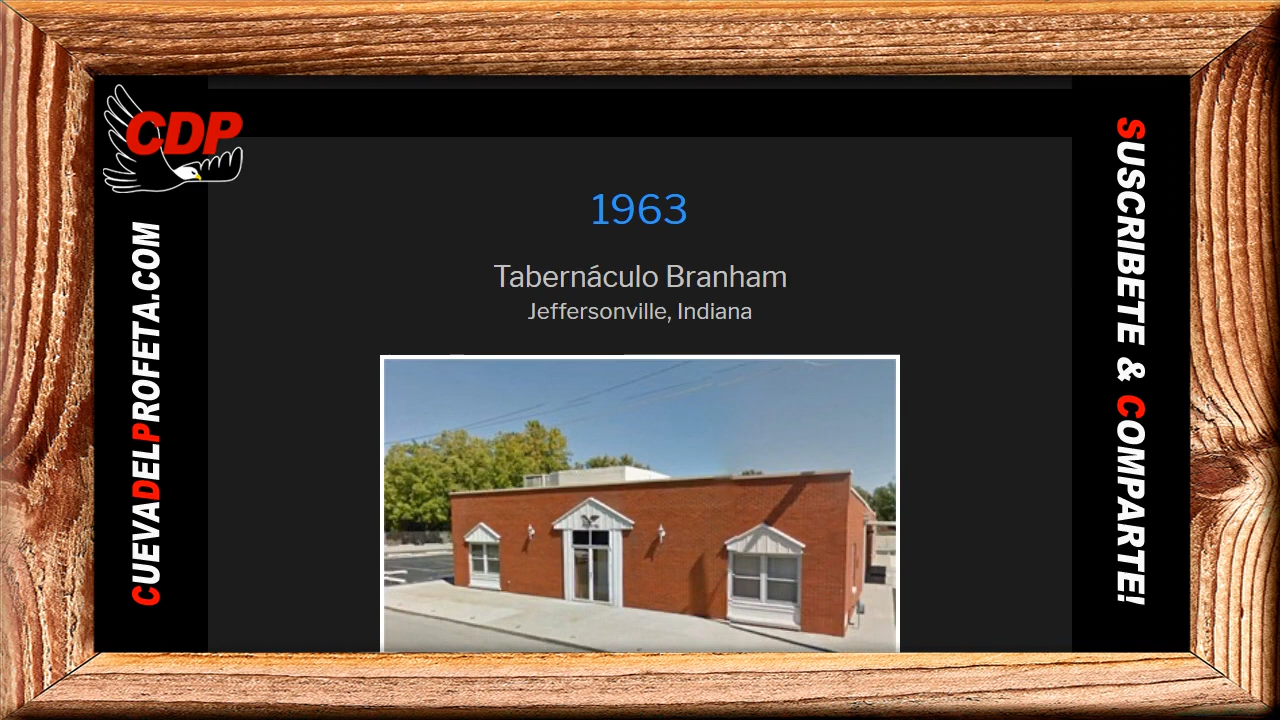 CDP
CUEVADELPROFETA.COM
1963
Tabernáculo Branham
Jeffersonville, Indiana
SUSCRIBETE & COMPARTE!